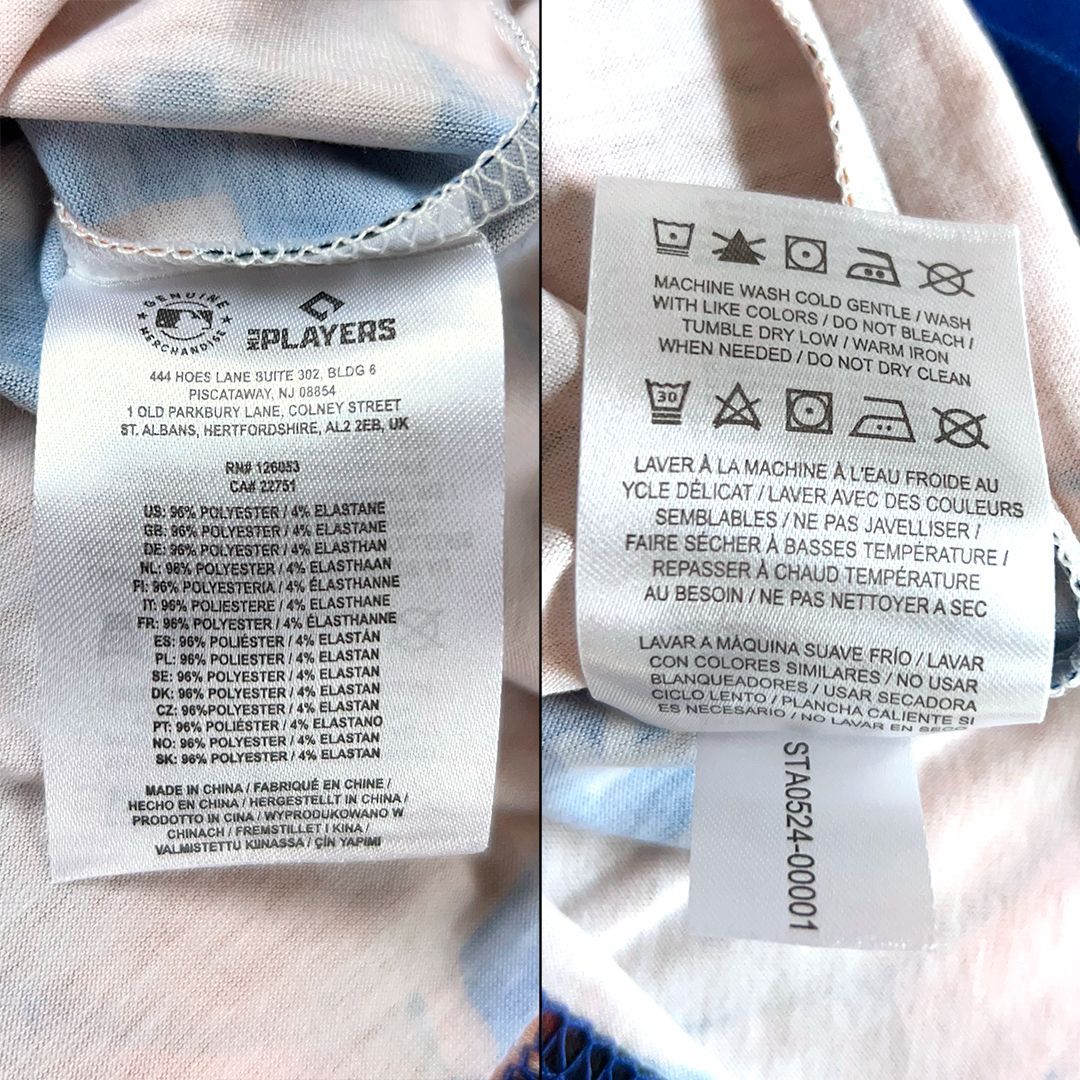 GENUINE
MERCHANDISE
PLAYERS
444 HOES LANE SUITE 302, BLDG 6
PISCATAWAY, NJ 08854
1 OLD PARKBURY LANE, COLNEY STREET
ST. ALBANS, HERTFORDSHIRE, AL2 2EB, UK
RN# 126053
CA# 22751
US: 96% POLYESTER / 4% ELASTANE
GB: 96% POLYESTER / 4% ELASTANE
DE: 96% POLYESTER / 4% ELASTHAN
NL: 96% POLYESTER / 4% ELASTHAAN
FI: 96% POLYESTERIA / 4% ÉLASTHANNE
IT: 96% POLIESTERE / 4% ELASTHANE
FR: 96% POLYESTER / 4% ÉLASTHANNE
ES: 96% POLIÉSTER / 4% ELASTÁN
PL: 96% POLYESTER / 4% ELASTAN
SE: 96% POLYESTER / 4% ELASTAN
DK: 96% POLYESTER / 4% ELASTAN
CZ: 96%POLYESTER / 4% ELASTAN
PT: 96% POLIÉSTER / 4% ELASTANO
NO: 96% POLYESTER / 4% ELASTAN
SK: 96% POLYESTER / 4% ELASTAN
MADE IN CHINA / FABRIQUÉ EN CHINE /
HECHO EN CHINA / HERGESTELLT IN CHINA /
PRODOTTO IN CINA / WYPRODUKOWANO W
CHINACH / FREMSTILLET I KINA /
VALMISTETTU KIINASSA / ÇİN YAPIMI
MACHINE WASH COLD GENTLE / WASH
WITH LIKE COLORS / DO NOT BLEACH /
TUMBLE DRY LOW / WARM IRON
WHEN NEEDED / DO NOT DRY CLEAN
30
LAVER À LA MACHINE À L'EAU FROIDE AU
YCLE DÉLICAT / LAVER AVEC DES COULEURS
SEMBLABLES / NE PAS JAVELLISER /
FAIRE SÉCHER À BASSES TEMPÉRATURE /
REPASSER À CHAUD TEMPÉRATURE
AU BESOIN / NE PAS NETTOYER A SEC
LAVAR A MÁQUINA SUAVE FRÍO / LAVAR
CON COLORES SIMILARES / NO USAR
BLANQUEADORES / USAR SECADORA
CICLO LENTO / PLANCHA CALIENTE SI
ES NECESARIO / NO LAVAR EN SECO
STA0524-00001